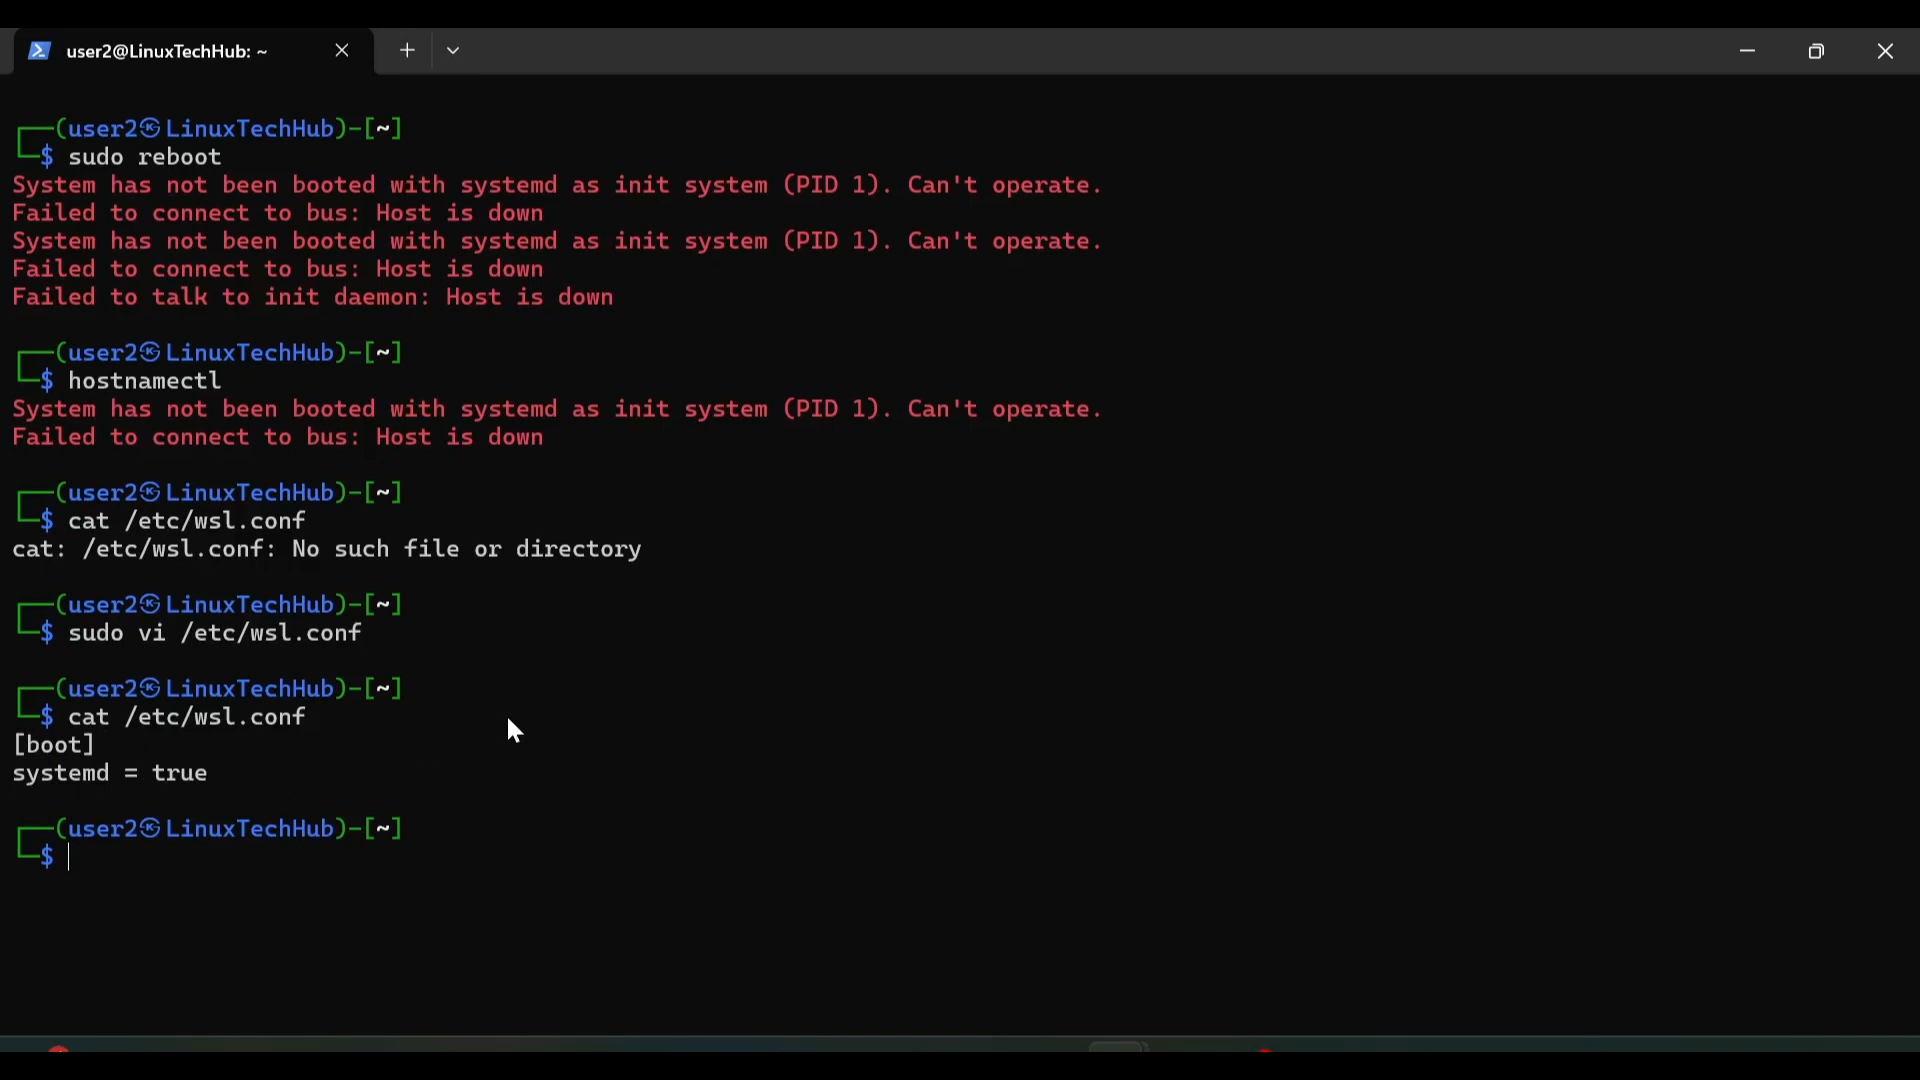 user2@LinuxTechHub: ~
┌──(user2㉿LinuxTechHub)-[~]
└─$ sudo reboot
System has not been booted with systemd as init system (PID 1). Can't operate.
Failed to connect to bus: Host is down
System has not been booted with systemd as init system (PID 1). Can't operate.
Failed to connect to bus: Host is down
Failed to talk to init daemon: Host is down
┌──(user2㉿LinuxTechHub)-[~]
└─$ hostnamectl
System has not been booted with systemd as init system (PID 1). Can't operate.
Failed to connect to bus: Host is down
┌──(user2㉿LinuxTechHub)-[~]
└─$ cat /etc/wsl.conf
cat: /etc/wsl.conf: No such file or directory
┌──(user2㉿LinuxTechHub)-[~]
└─$ sudo vi /etc/wsl.conf
┌──(user2㉿LinuxTechHub)-[~]
└─$ cat /etc/wsl.conf
[boot]
systemd = true
┌──(user2㉿LinuxTechHub)-[~]
└─$